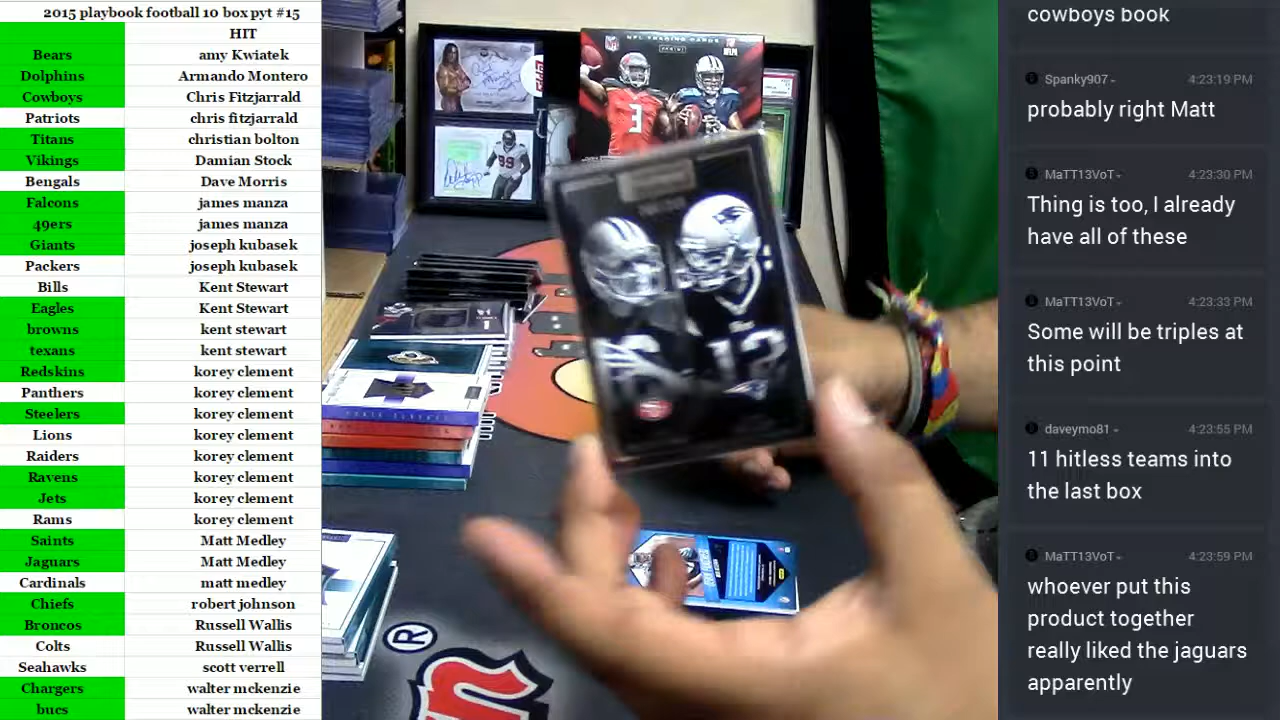 2015 playbook football 10 box pyt #15
HIT
Bears amy Kwiatek
Dolphins Armando Montero
Cowboys Chris Fitzjarrald
Patriots chris fitzjarrald
Titans christian bolton
Vikings Damian Stock
Bengals Dave Morris
Falcons james manza
49ers james manza
Giants joseph kubasek
Packers joseph kubasek
Bills Kent Stewart
Eagles Kent Stewart
browns kent stewart
texans kent stewart
Redskins korey clement
Panthers korey clement
Steelers korey clement
Lions korey clement
Raiders korey clement
Ravens korey clement
Jets korey clement
Rams korey clement
Saints Matt Medley
Jaguars Matt Medley
Cardinals matt medley
Chiefs robert johnson
Broncos Russell Wallis
Colts Russell Wallis
Seahawks scott verrell
Chargers walter mckenzie
bucs walter mckenzie
NFL TRADING CARDS
3
99
12
®
cowboys book
Spanky907 4:23:19 PM
probably right Matt
MaTT13VoT 4:23:30 PM
Thing is too, I already
have all of these
MaTT13VoT 4:23:33 PM
Some will be triples at
this point
daveymo81 4:23:55 PM
11 hitless teams into
the last box
MaTT13VoT 4:23:59 PM
whoever put this
product together
really liked the jaguars
apparently